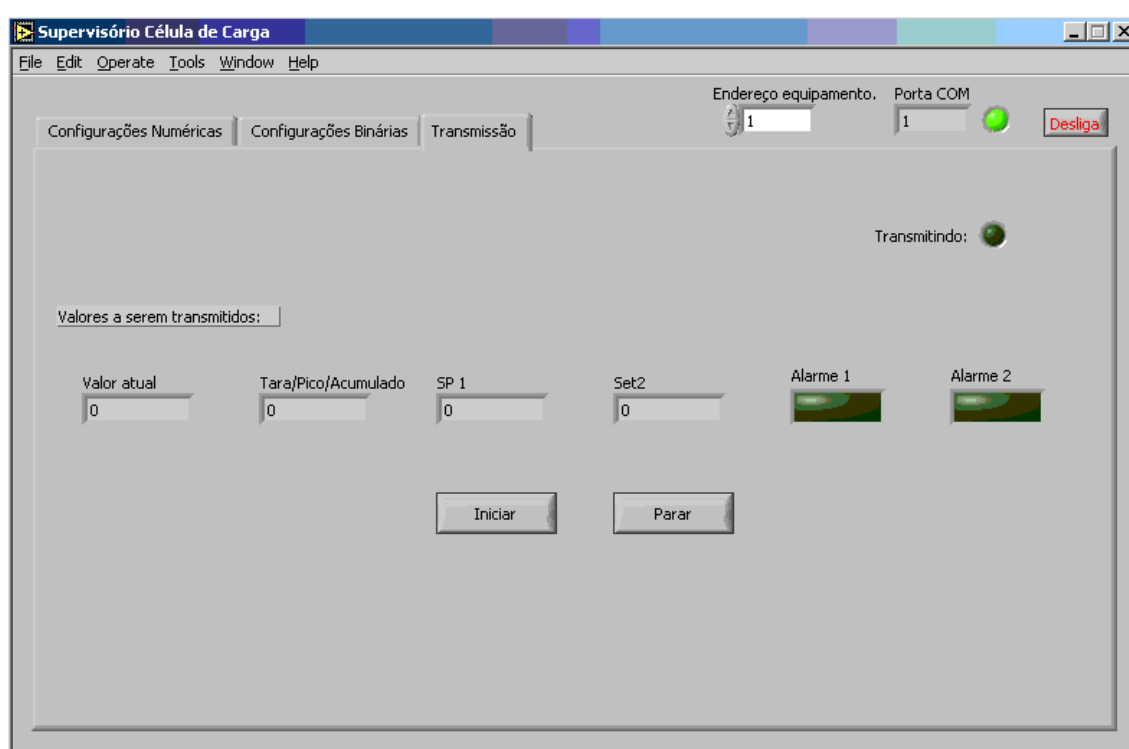 Supervisório Célula de Carga
File Edit Operate Tools Window Help
Endereço equipamento. Porta COM
1 1 Desliga
Configurações Numéricas Configurações Binárias Transmissão
Transmitindo:
Valores a serem transmitidos:
Valor atual Tara/Pico/Acumulado SP 1 Set2 Alarme 1 Alarme 2
0 0 0 0
Iniciar Parar